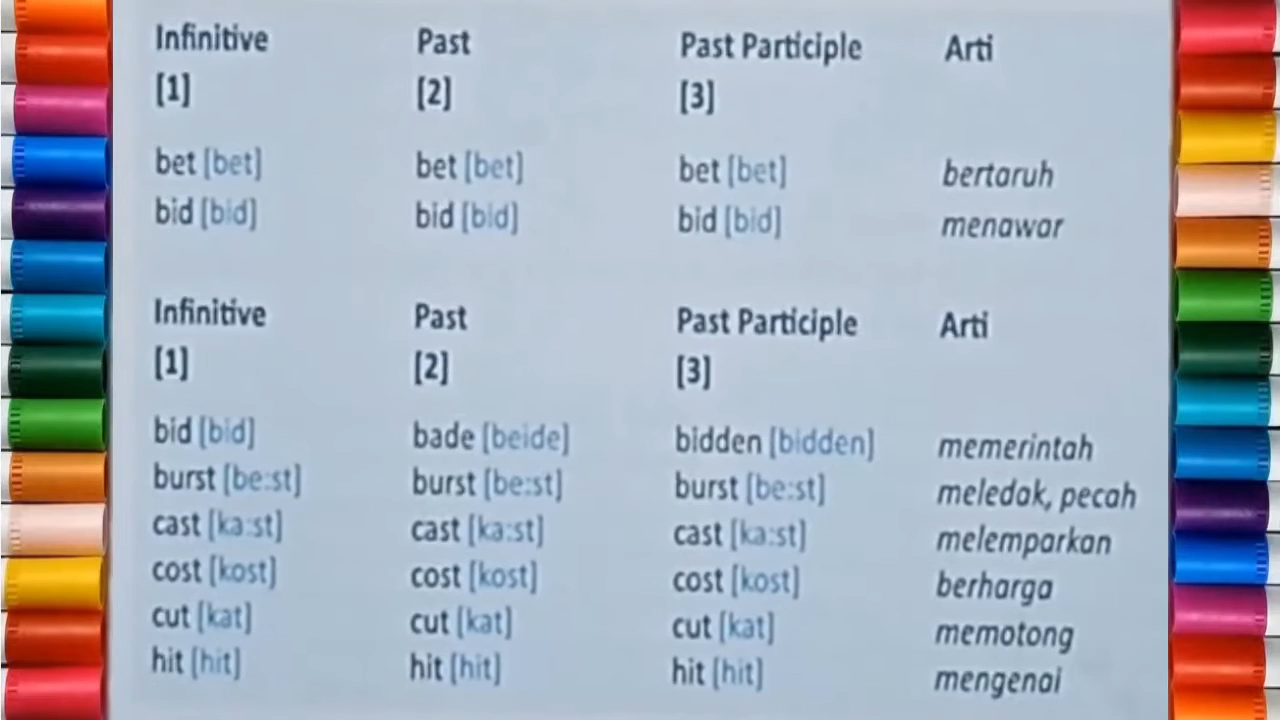 Infinitive Past Past Participle Arti
[1] [2] [3]
bet [bet] bet [bet] bet [bet] bertaruh
bid [bid] bid [bid] bid [bid] menawar
Infinitive Past Past Participle Arti
[1] [2] [3]
bid [bid] bade [beide] bidden [bidden] memerintah
burst [be:st] burst [be:st] burst [be:st] meledak, pecah
cast [ka:st] cast [ka:st] cast [ka:st] melemparkan
cost [kost] cost [kost] cost [kost] berharga
cut [kat] cut [kat] cut [kat] memotong
hit [hit] hit [hit] hit [hit] mengenai